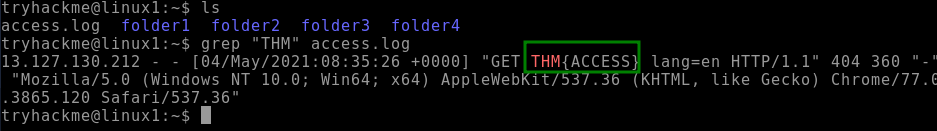 tryhackme@linux1:~$ ls
access.log  folder1  folder2  folder3  folder4
tryhackme@linux1:~$ grep "THM" access.log
13.127.130.212 - - [04/May/2021:08:35:26 +0000] "GET THM{ACCESS} lang=en HTTP/1.1" 404 360 "-"
"Mozilla/5.0 (Windows NT 10.0; Win64; x64) AppleWebKit/537.36 (KHTML, like Gecko) Chrome/77.0
.3865.120 Safari/537.36"
tryhackme@linux1:~$